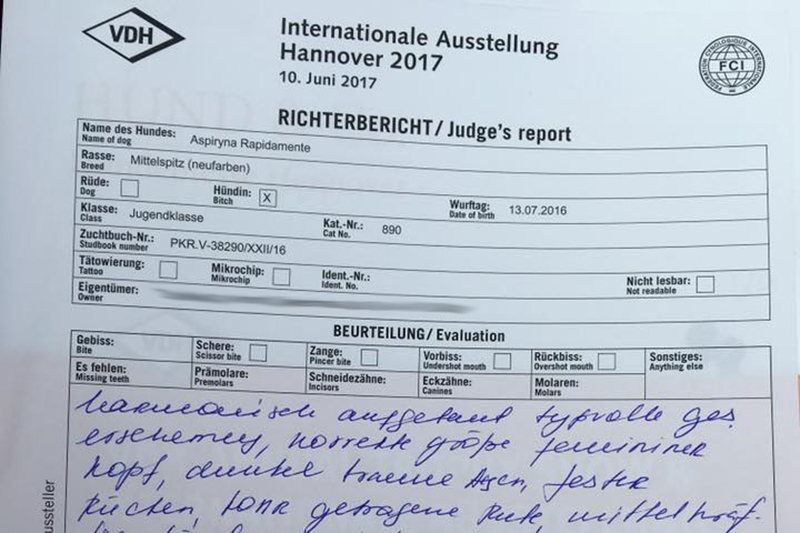 VDH
Internationale Ausstellung
Hannover 2017
10. Juni 2017
FEDERATION CYNOLOGIQUE INTERNATIONALE
FCI
RICHTERBERICHT / Judge's report
Name des Hundes: Aspiryna Rapidamente
Name of dog
Rasse: Mittelspitz (neufarben)
Breed
Rüde: Hündin: X Wurftag: 13.07.2016
Dog Bitch Date of birth
Klasse: Jugendklasse Kat.-Nr.: 890
Class Cat No.
Zuchtbuch-Nr.: PKR.V-38290/XXII/16
Studbook number
Tätowierung: Mikrochip: Ident.-Nr.: Nicht lesbar:
Tattoo Mikrochip Ident. No. Not readable
Eigentümer:
Owner
BEURTEILUNG / Evaluation
Gebiss: Schere: Zange: Vorbiss: Rückbiss: Sonstiges:
Bite Scissor bite Pincer bite Undershot mouth Overshot mouth Anything else
Es fehlen: Prämolare: Schneidezähne: Eckzähne: Molaren:
Missing teeth Premolars Incisors Canines Molars
harmonisch aufgebaut typvolle ges.
korrekte größe femininer
Kopf, dunkle Augen, fester
Rücken, getragene Rute, mittelkräf-
ussteller